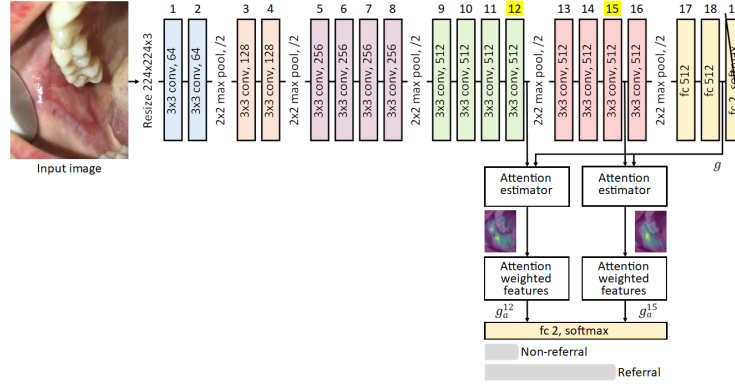 1 2 3 4 5 6 7 8 9 10 11 12 13 14 15 16 17 18
Resize 224x224x3
3x3 conv, 64
3x3 conv, 64
2x2 max pool, /2
3x3 conv, 128
3x3 conv, 128
2x2 max pool, /2
3x3 conv, 256
3x3 conv, 256
3x3 conv, 256
3x3 conv, 256
2x2 max pool, /2
3x3 conv, 512
3x3 conv, 512
3x3 conv, 512
3x3 conv, 512
2x2 max pool, /2
3x3 conv, 512
3x3 conv, 512
3x3 conv, 512
3x3 conv, 512
2x2 max pool, /2
fc 512
fc 512
fc 2, softmax
Input image
g
Attention
estimator
Attention
estimator
Attention
weighted
features
Attention
weighted
features
g_a^12
g_a^15
fc 2, softmax
Non-referral
Referral